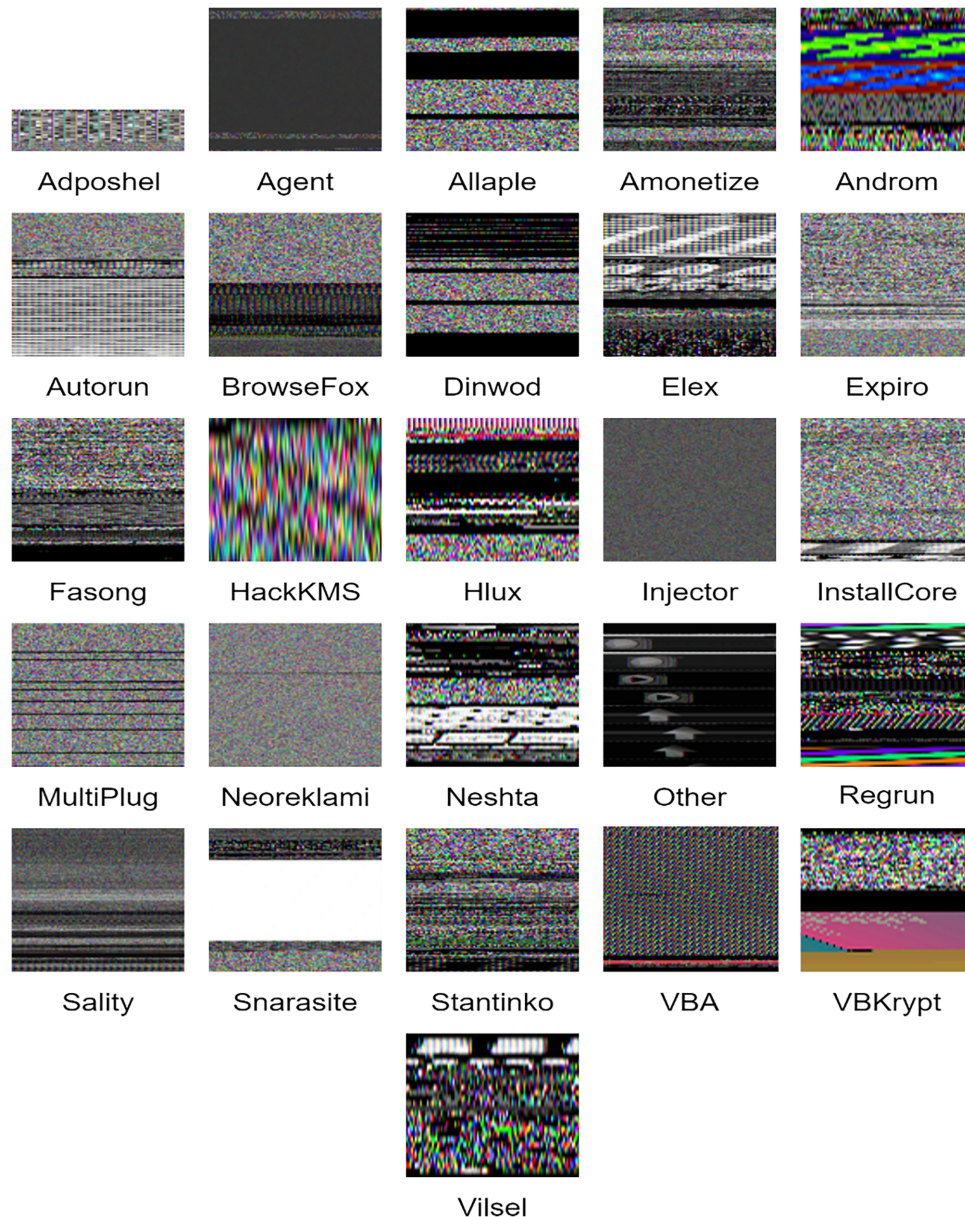 Adposhel Agent Allaple Amonetize Androm
Autorun BrowseFox Dinwod Elex Expiro
Fasong HackKMS Hlux Injector InstallCore
MultiPlug Neoreklami Neshta Other Regrun
Sality Snarasite Stantinko VBA VBKrypt
Vilsel